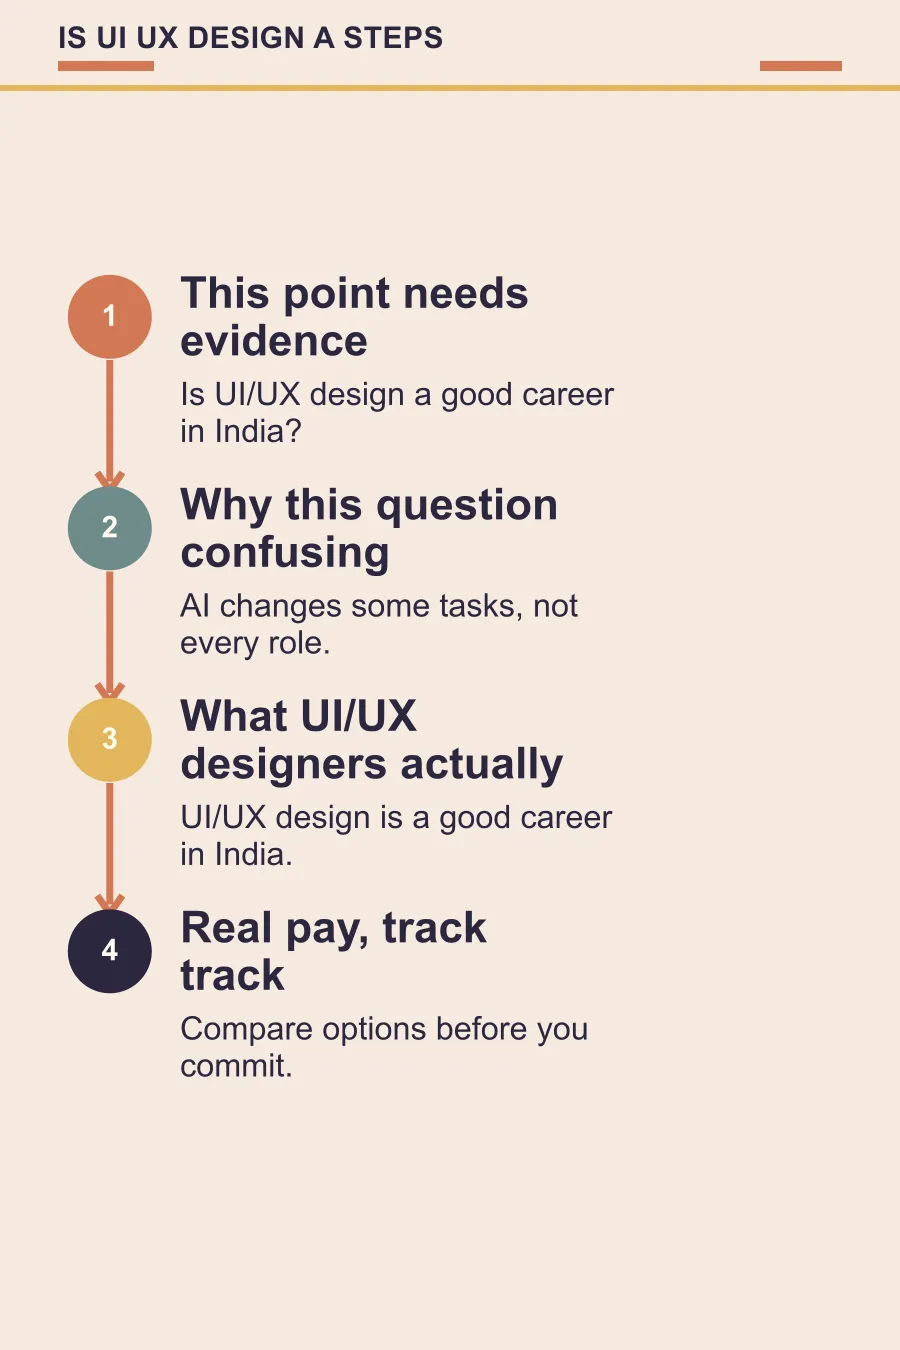 IS UI UX DESIGN A STEPS
1
This point needs
evidence
Is UI/UX design a good career
in India?
2
Why this question
confusing
AI changes some tasks, not
every role.
3
What UI/UX
designers actually
UI/UX design is a good career
in India.
4
Real pay, track
track
Compare options before you
commit.